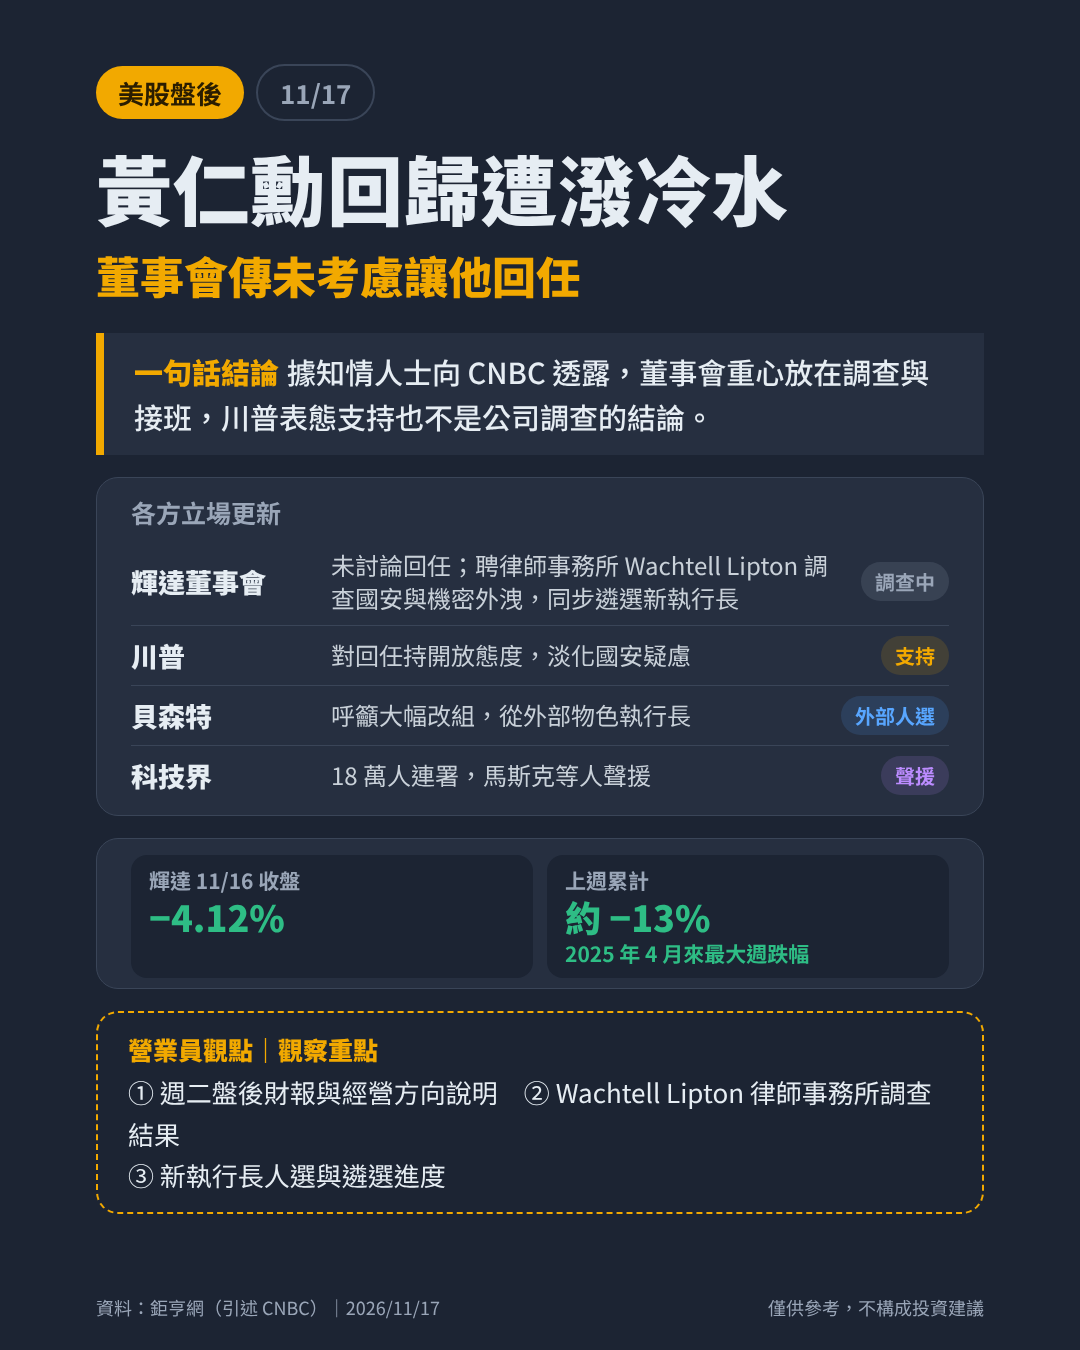 美股盤後
11/17
黃仁勳回歸遭潑冷水
董事會傳未考慮讓他回任
一句話結論 據知情人士向 CNBC 透露，董事會重心放在調查與
接班，川普表態支持也不是公司調查的結論。
各方立場更新
輝達董事會
未討論回任；聘律師事務所 Wachtell Lipton 調
查國安與機密外洩，同步遴選新執行長
調查中
川普
對回任持開放態度，淡化國安疑慮
支持
貝森特
呼籲大幅改組，從外部物色執行長
外部人選
科技界
18 萬人連署，馬斯克等人聲援
聲援
輝達 11/16 收盤
−4.12%
上週累計
約 −13%
2025 年 4 月來最大週跌幅
營業員觀點｜觀察重點
① 週二盤後財報與經營方向說明　② Wachtell Lipton 律師事務所調查
結果
③ 新執行長人選與遴選進度
資料：鉅亨網（引述 CNBC）｜2026/11/17
僅供參考，不構成投資建議